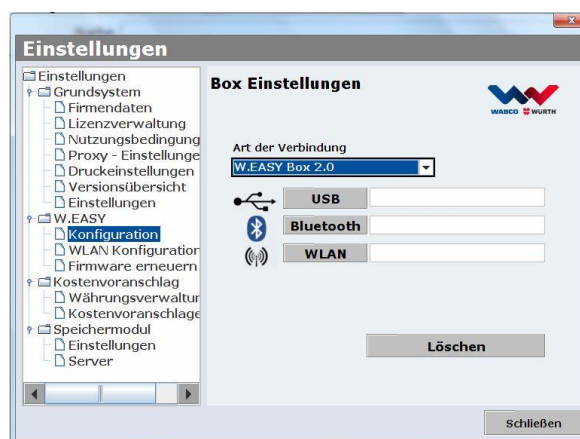 Einstellungen
Einstellungen
Grundsystem
Firmendaten
Lizenzverwaltung
Nutzungsbedingung
Proxy - Einstellunge
Druckeinstellungen
Versionsübersicht
Einstellungen
W.EASY
Konfiguration
WLAN Konfiguration
Firmware erneuern
Kostenvoranschlag
Währungsverwaltur
Kostenvoranschlage
Speichermodul
Einstellungen
Server
Box Einstellungen
WABCO WÜRTH
Art der Verbindung
W.EASY Box 2.0
USB
Bluetooth
WLAN
Löschen
Schließen